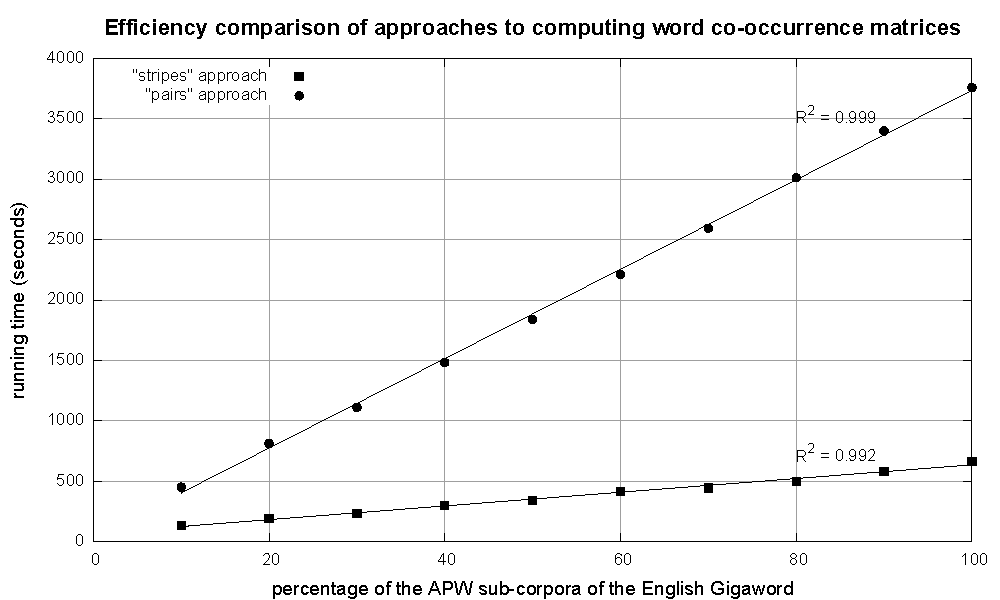 Efficiency comparison of approaches to computing word co-occurrence matrices
4000
3500
3000
2500
2000
1500
1000
500
0
running time (seconds)
"stripes" approach
"pairs" approach
R² = 0.999
R² = 0.992
0 20 40 60 80 100
percentage of the APW sub-corpora of the English Gigaword